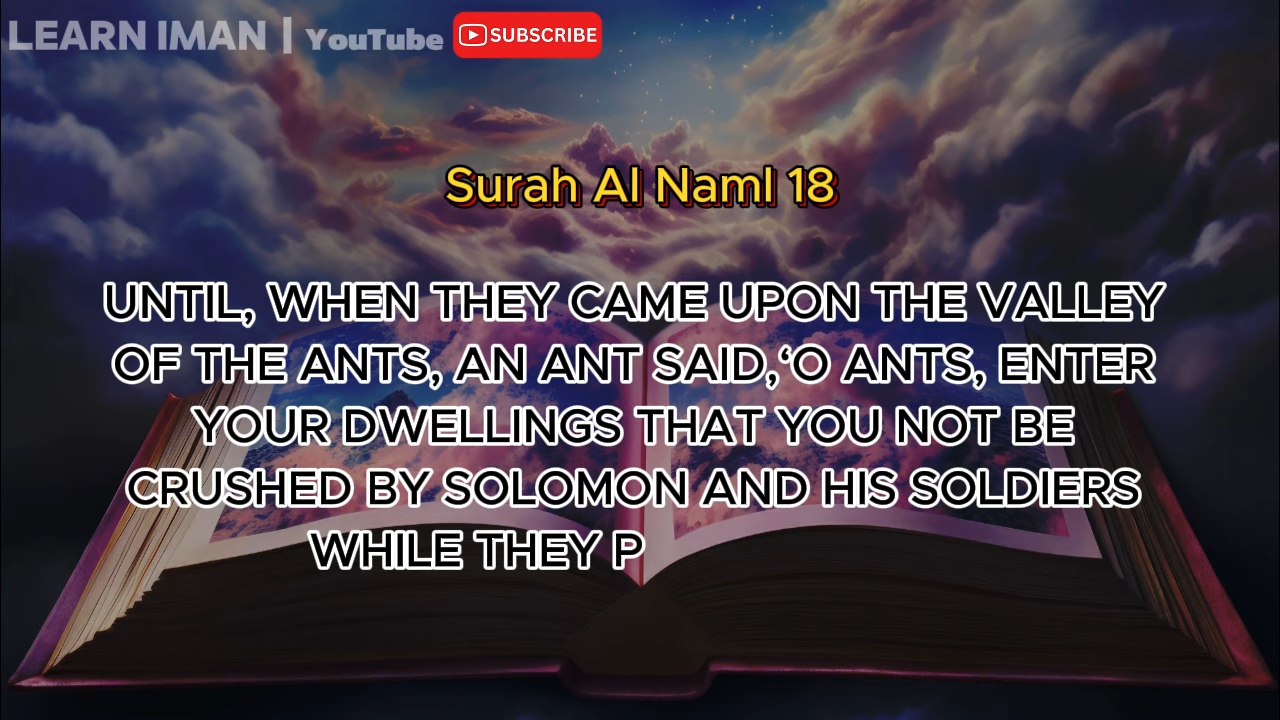 LEARN IMAN | YouTube SUBSCRIBE
Surah Al Naml 18
UNTIL, WHEN THEY CAME UPON THE VALLEY
OF THE ANTS, AN ANT SAID,‘O ANTS, ENTER
YOUR DWELLINGS THAT YOU NOT BE
CRUSHED BY SOLOMON AND HIS SOLDIERS
WHILE THEY P